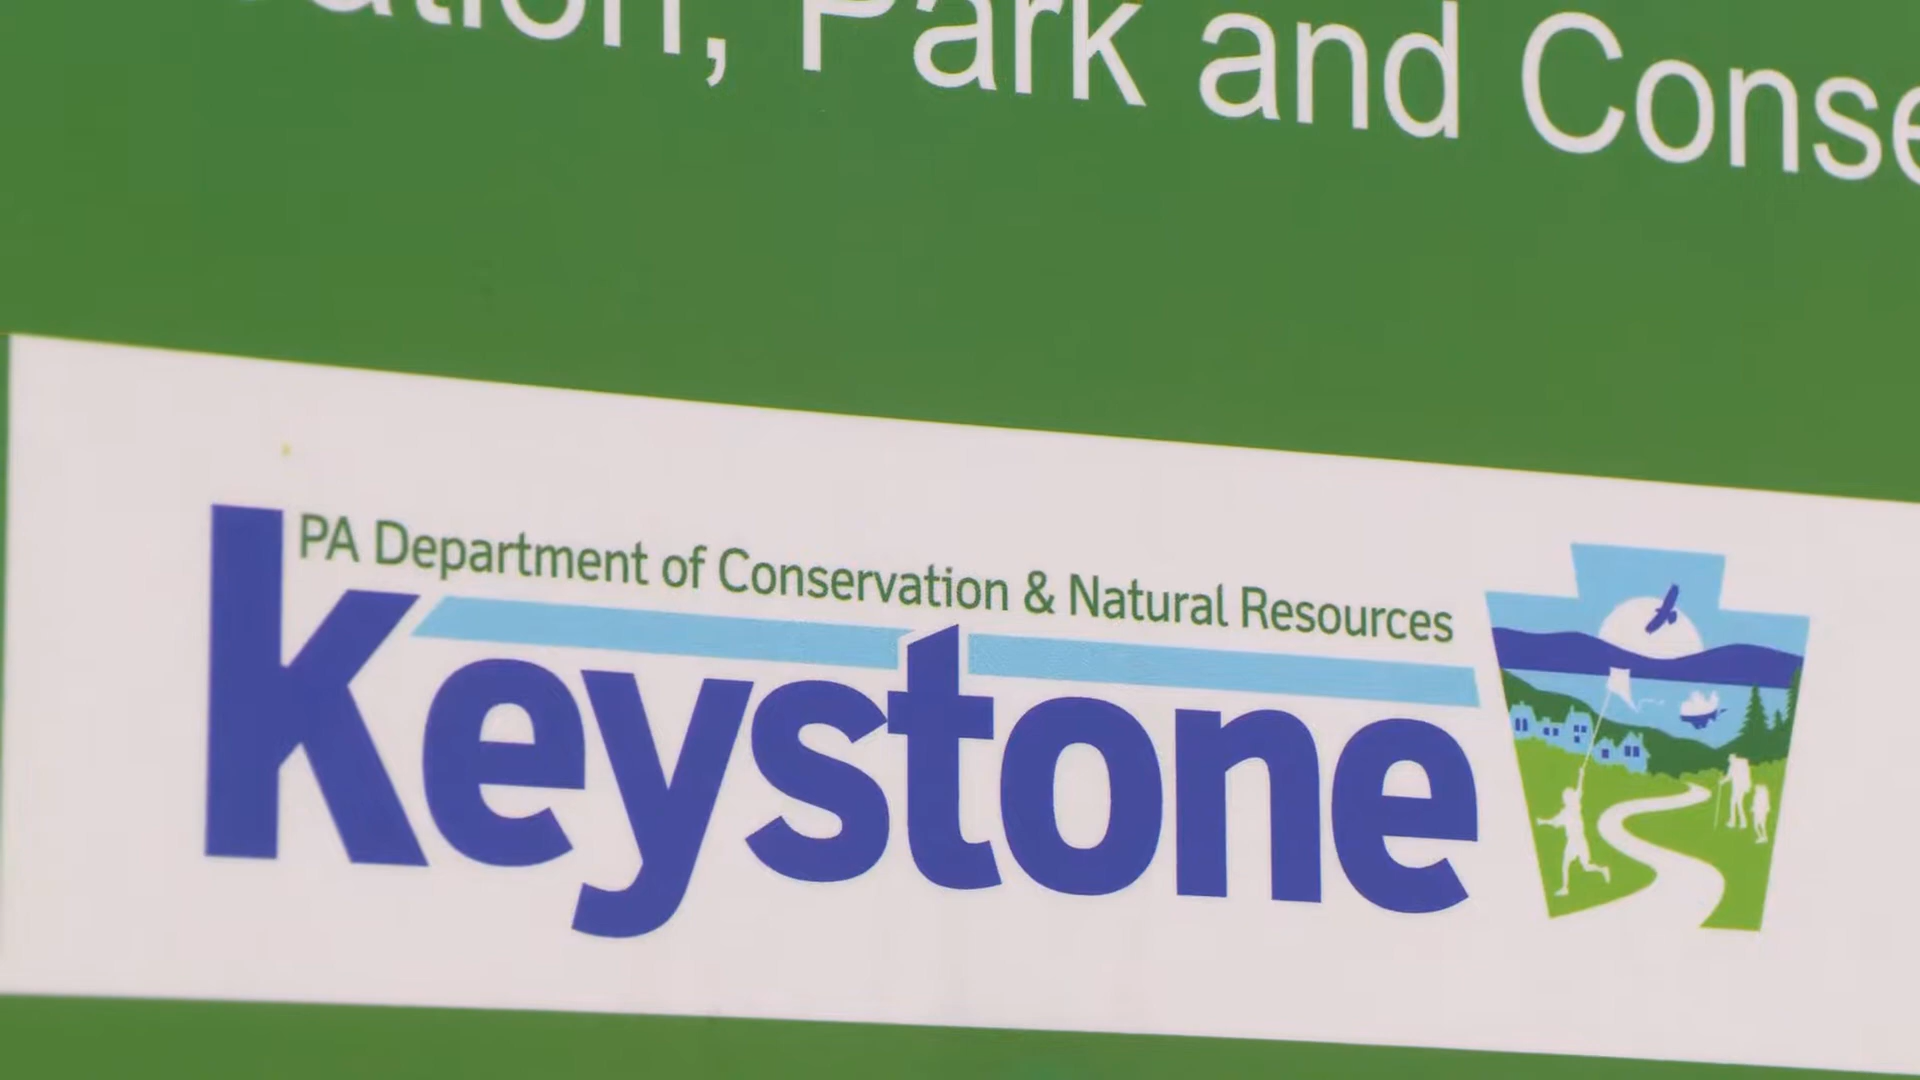 Park and
PA Department of Conservation & Natural Resources
Keystone